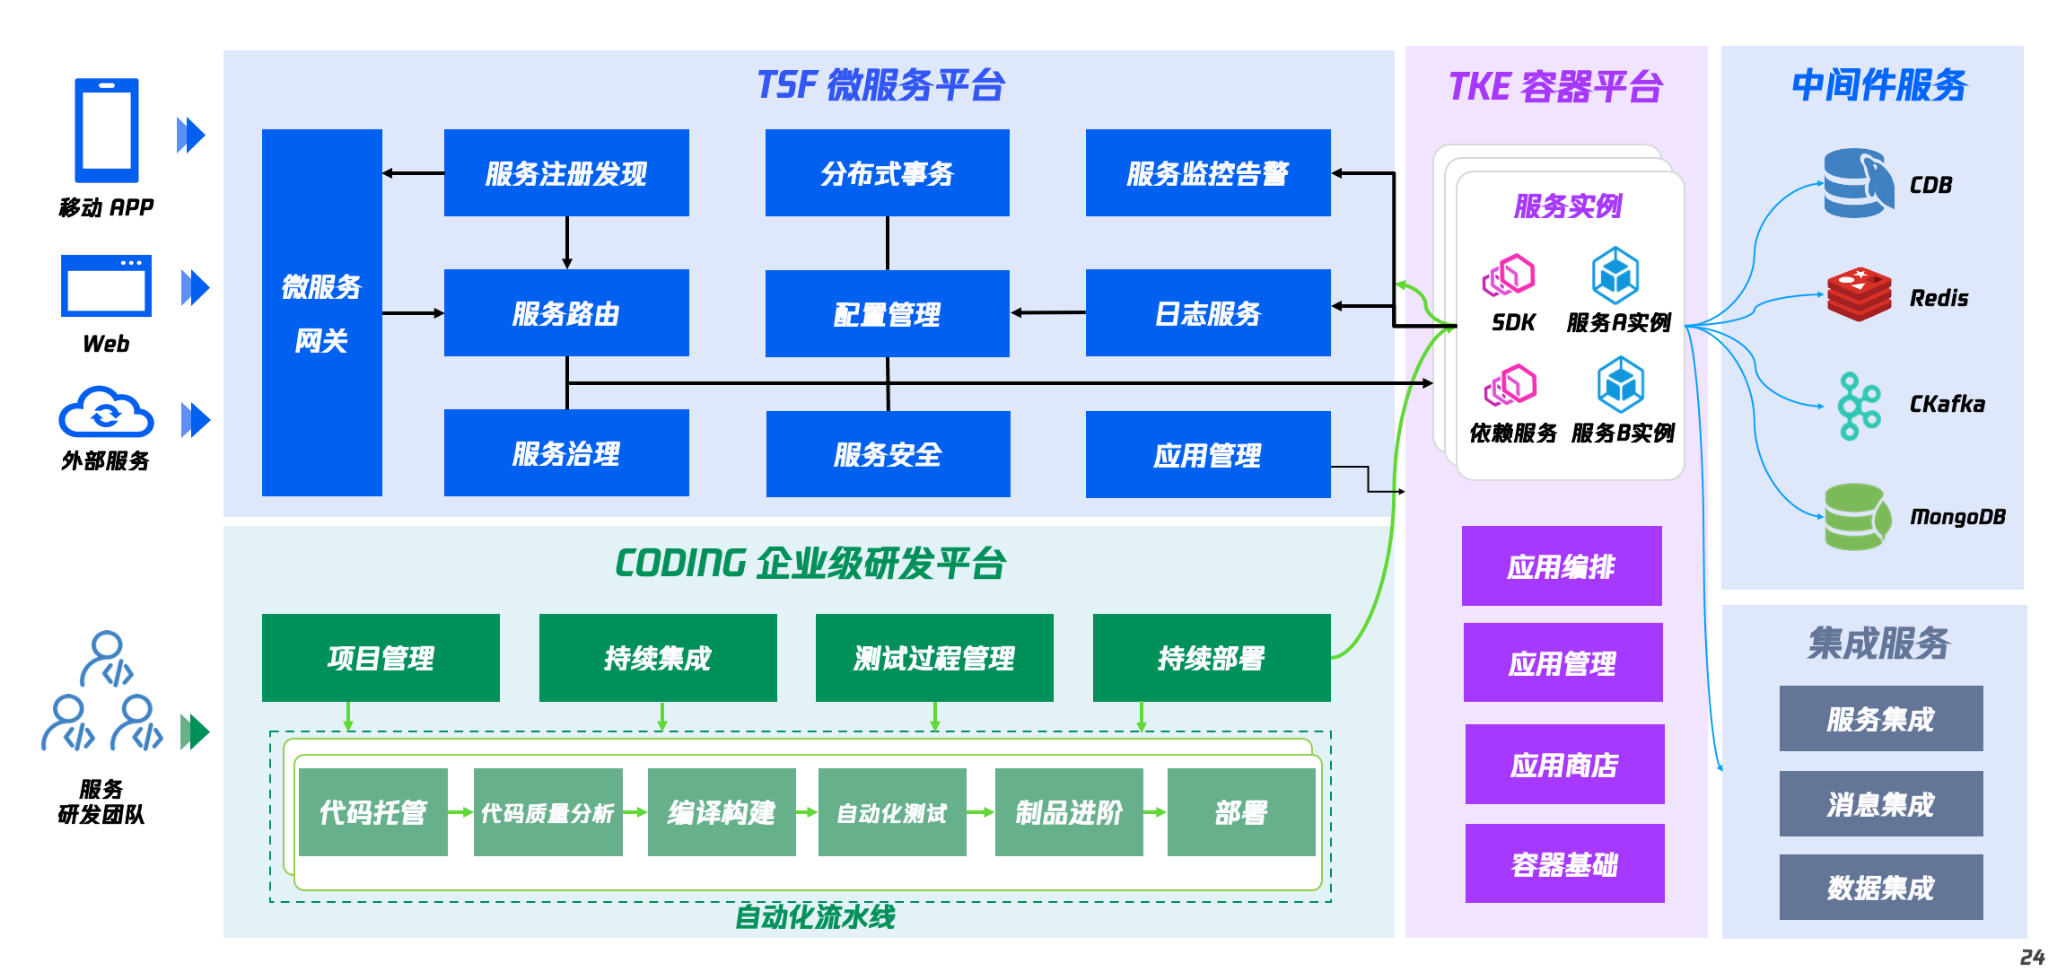 移动 APP
Web
外部服务
服务
研发团队
TSF 微服务平台
微服务
网关
服务注册发现
分布式事务
服务监控告警
服务路由
配置管理
日志服务
服务治理
服务安全
应用管理
CODING 企业级研发平台
项目管理
持续集成
测试过程管理
持续部署
代码托管
代码质量分析
编译构建
自动化测试
制品进阶
部署
自动化流水线
TKE 容器平台
服务实例
SDK
服务A实例
依赖服务
服务B实例
应用编排
应用管理
应用商店
容器基础
中间件服务
CDB
Redis
CKafka
MongoDB
集成服务
服务集成
消息集成
数据集成
24